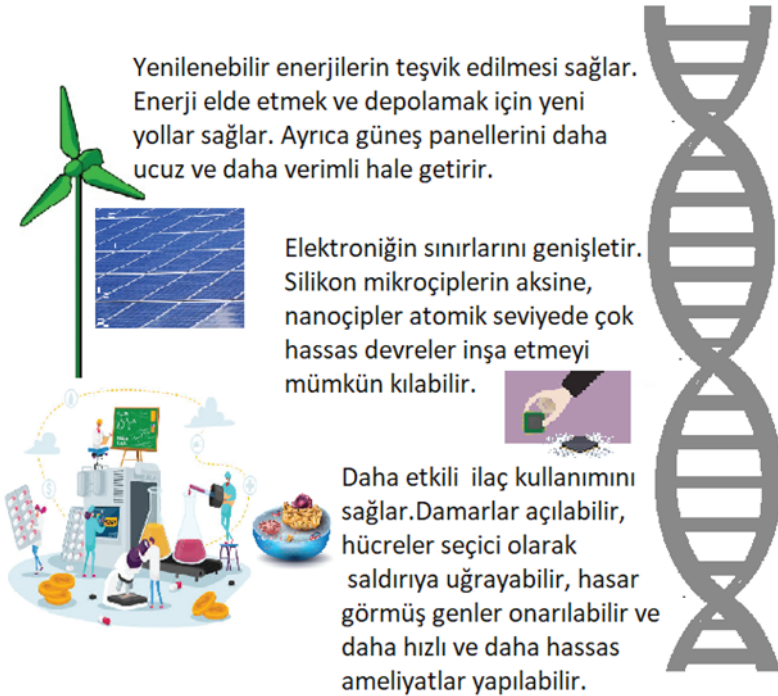 Yenilenebilir enerjilerin teşvik edilmesi sağlar.
Enerji elde etmek ve depolamak için yeni
yollar sağlar. Ayrıca güneş panellerini daha
ucuz ve daha verimli hale getirir.
Elektroniğin sınırlarını genişletir.
Silikon mikroçiplerin aksine,
nanoçipler atomik seviyede çok
hassas devreler inşa etmeyi
mümkün kılabilir.
Daha etkili ilaç kullanımını
sağlar.Damarlar açılabilir,
hücreler seçici olarak
saldırıya uğrayabilir, hasar
görmüş genler onarılabilir ve
daha hızlı ve daha hassas
ameliyatlar yapılabilir.